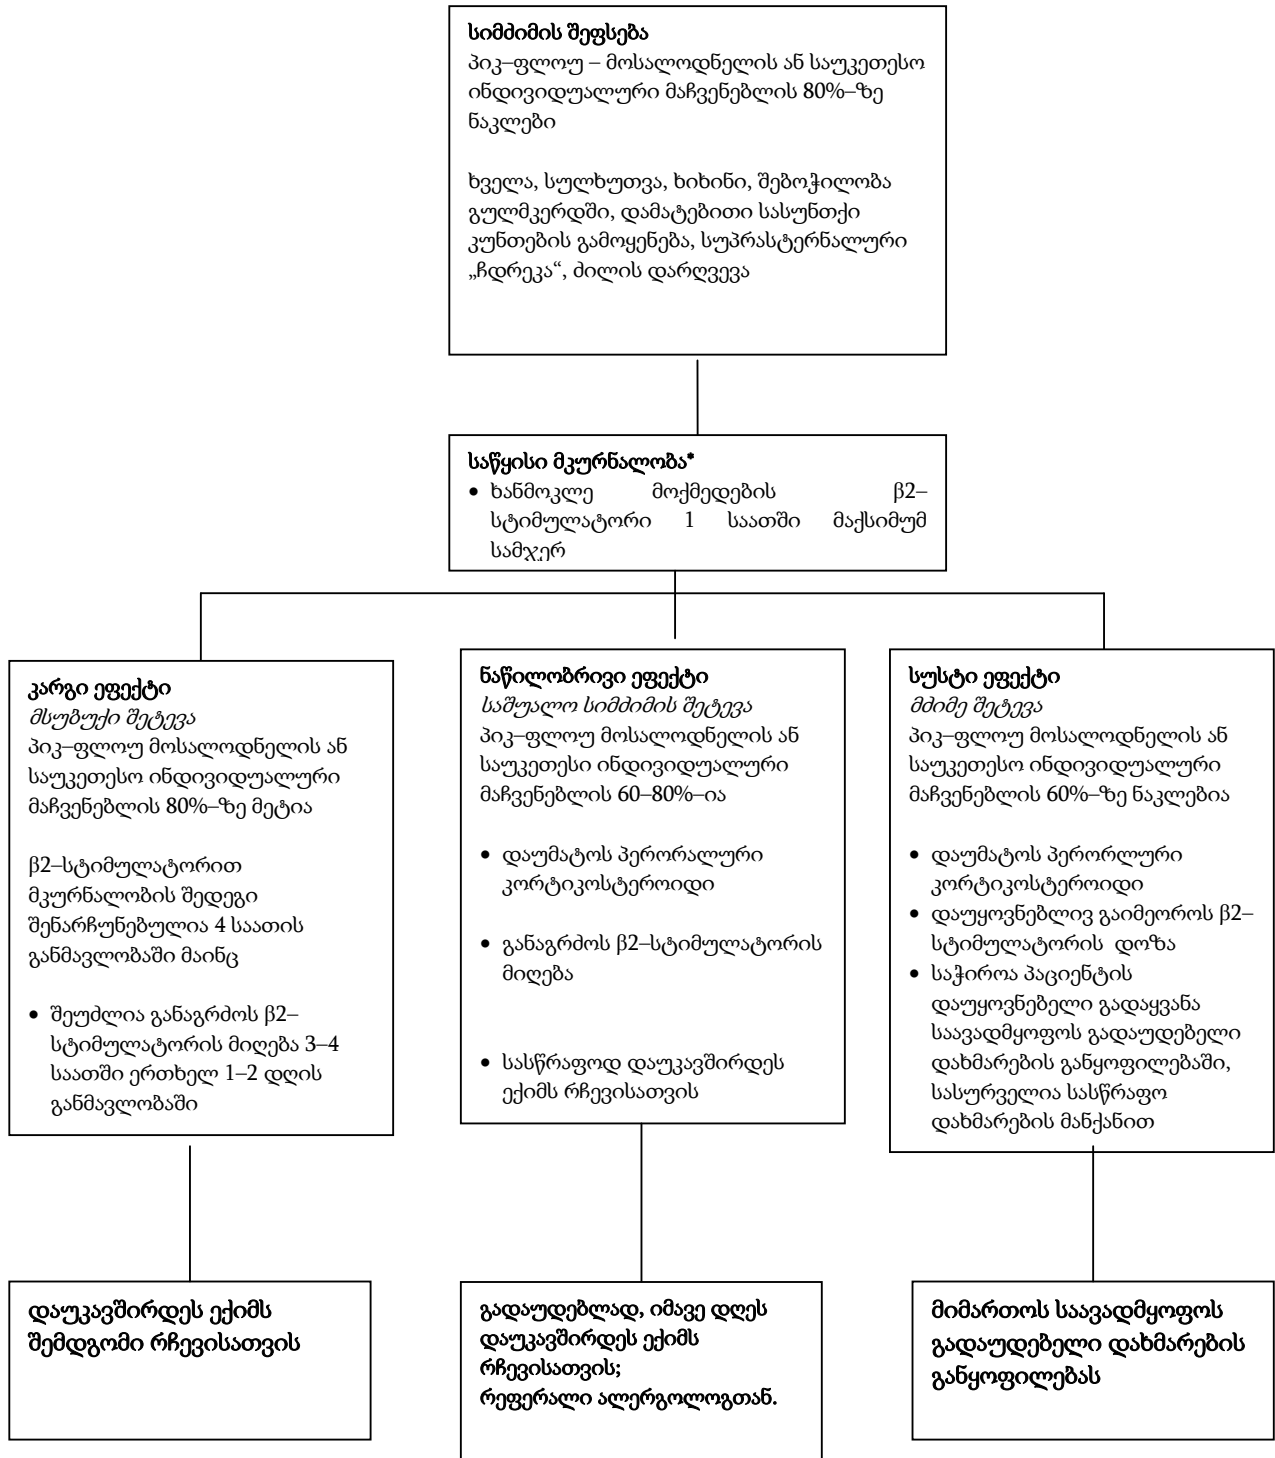 სიმძიმის შეფსება
პიკ–ფლოუ – მოსალოდნელის ან საუკეთესო
ინდივიდუალური მაჩვენებლის 80%–ზე
ნაკლები
ხველა, სულხუთვა, ხიხინი, შებოჭილობა
გულმკერდში, დამატებითი სასუნთქი
კუნთების გამოყენება, სუპრასტერნალური
„ჩდრეკა“, ძილის დარღვევა
საწყისი მკურნალობა*
• ხანმოკლე მოქმედების β2–
სტიმულატორი 1 საათში მაქსიმუმ
სამჯერ
კარგი ეფექტი
მსუბუქი შეტევა
პიკ–ფლოუ მოსალოდნელის ან
საუკეთესო ინდივიდუალური
მაჩვენებლის 80%–ზე მეტია
β2–სტიმულატორით
მკურნალობის შედეგი
შენარჩუნებულია 4 საათის
განმავლობაში მაინც
• შეუძლია განაგრძოს β2–
სტიმულატორის მიღება 3–4
საათში ერთხელ 1–2 დღის
განმავლობაში
ნაწილობრივი ეფექტი
საშუალო სიმძიმის შეტევა
პიკ–ფლოუ მოსალოდნელის ან
საუკეთესი ინდივიდუალური
მაჩვენებლის 60–80%–ია
• დაუმატოს პერორალური
კორტიკოსტეროიდი
• განაგრძოს β2–სტიმულატორის
მიღება
• სასწრაფოდ დაუკავშირდეს
ექიმს რჩევისათვის
სუსტი ეფექტი
მძიმე შეტევა
პიკ–ფლოუ მოსალოდნელის ან
საუკეთესო ინდივიდუალური
მაჩვენებლის 60%–ზე ნაკლებია
• დაუმატოს პერორლური
კორტიკოსტეროიდი
• დაუყოვნებლივ გაიმეოროს β2–
სტიმულატორის დოზა
• საჭიროა პაციენტის
დაუყოვნებელი გადაყვანა
საავადმყოფოს გადაუდებელი
დახმარების განყოფილებაში,
სასურველია სასწრაფო
დახმარების მანქანით
დაუკავშირდეს ექიმს
შემდგომი რჩევისათვის
გადაუდებლად, იმავე დღეს
დაუკავშირდეს ექიმს
რჩევისათვის;
რეფერალი ალერგოლოგთან.
მიმართოს საავადმყოფოს
გადაუდებელი დახმარების
განყოფილებას